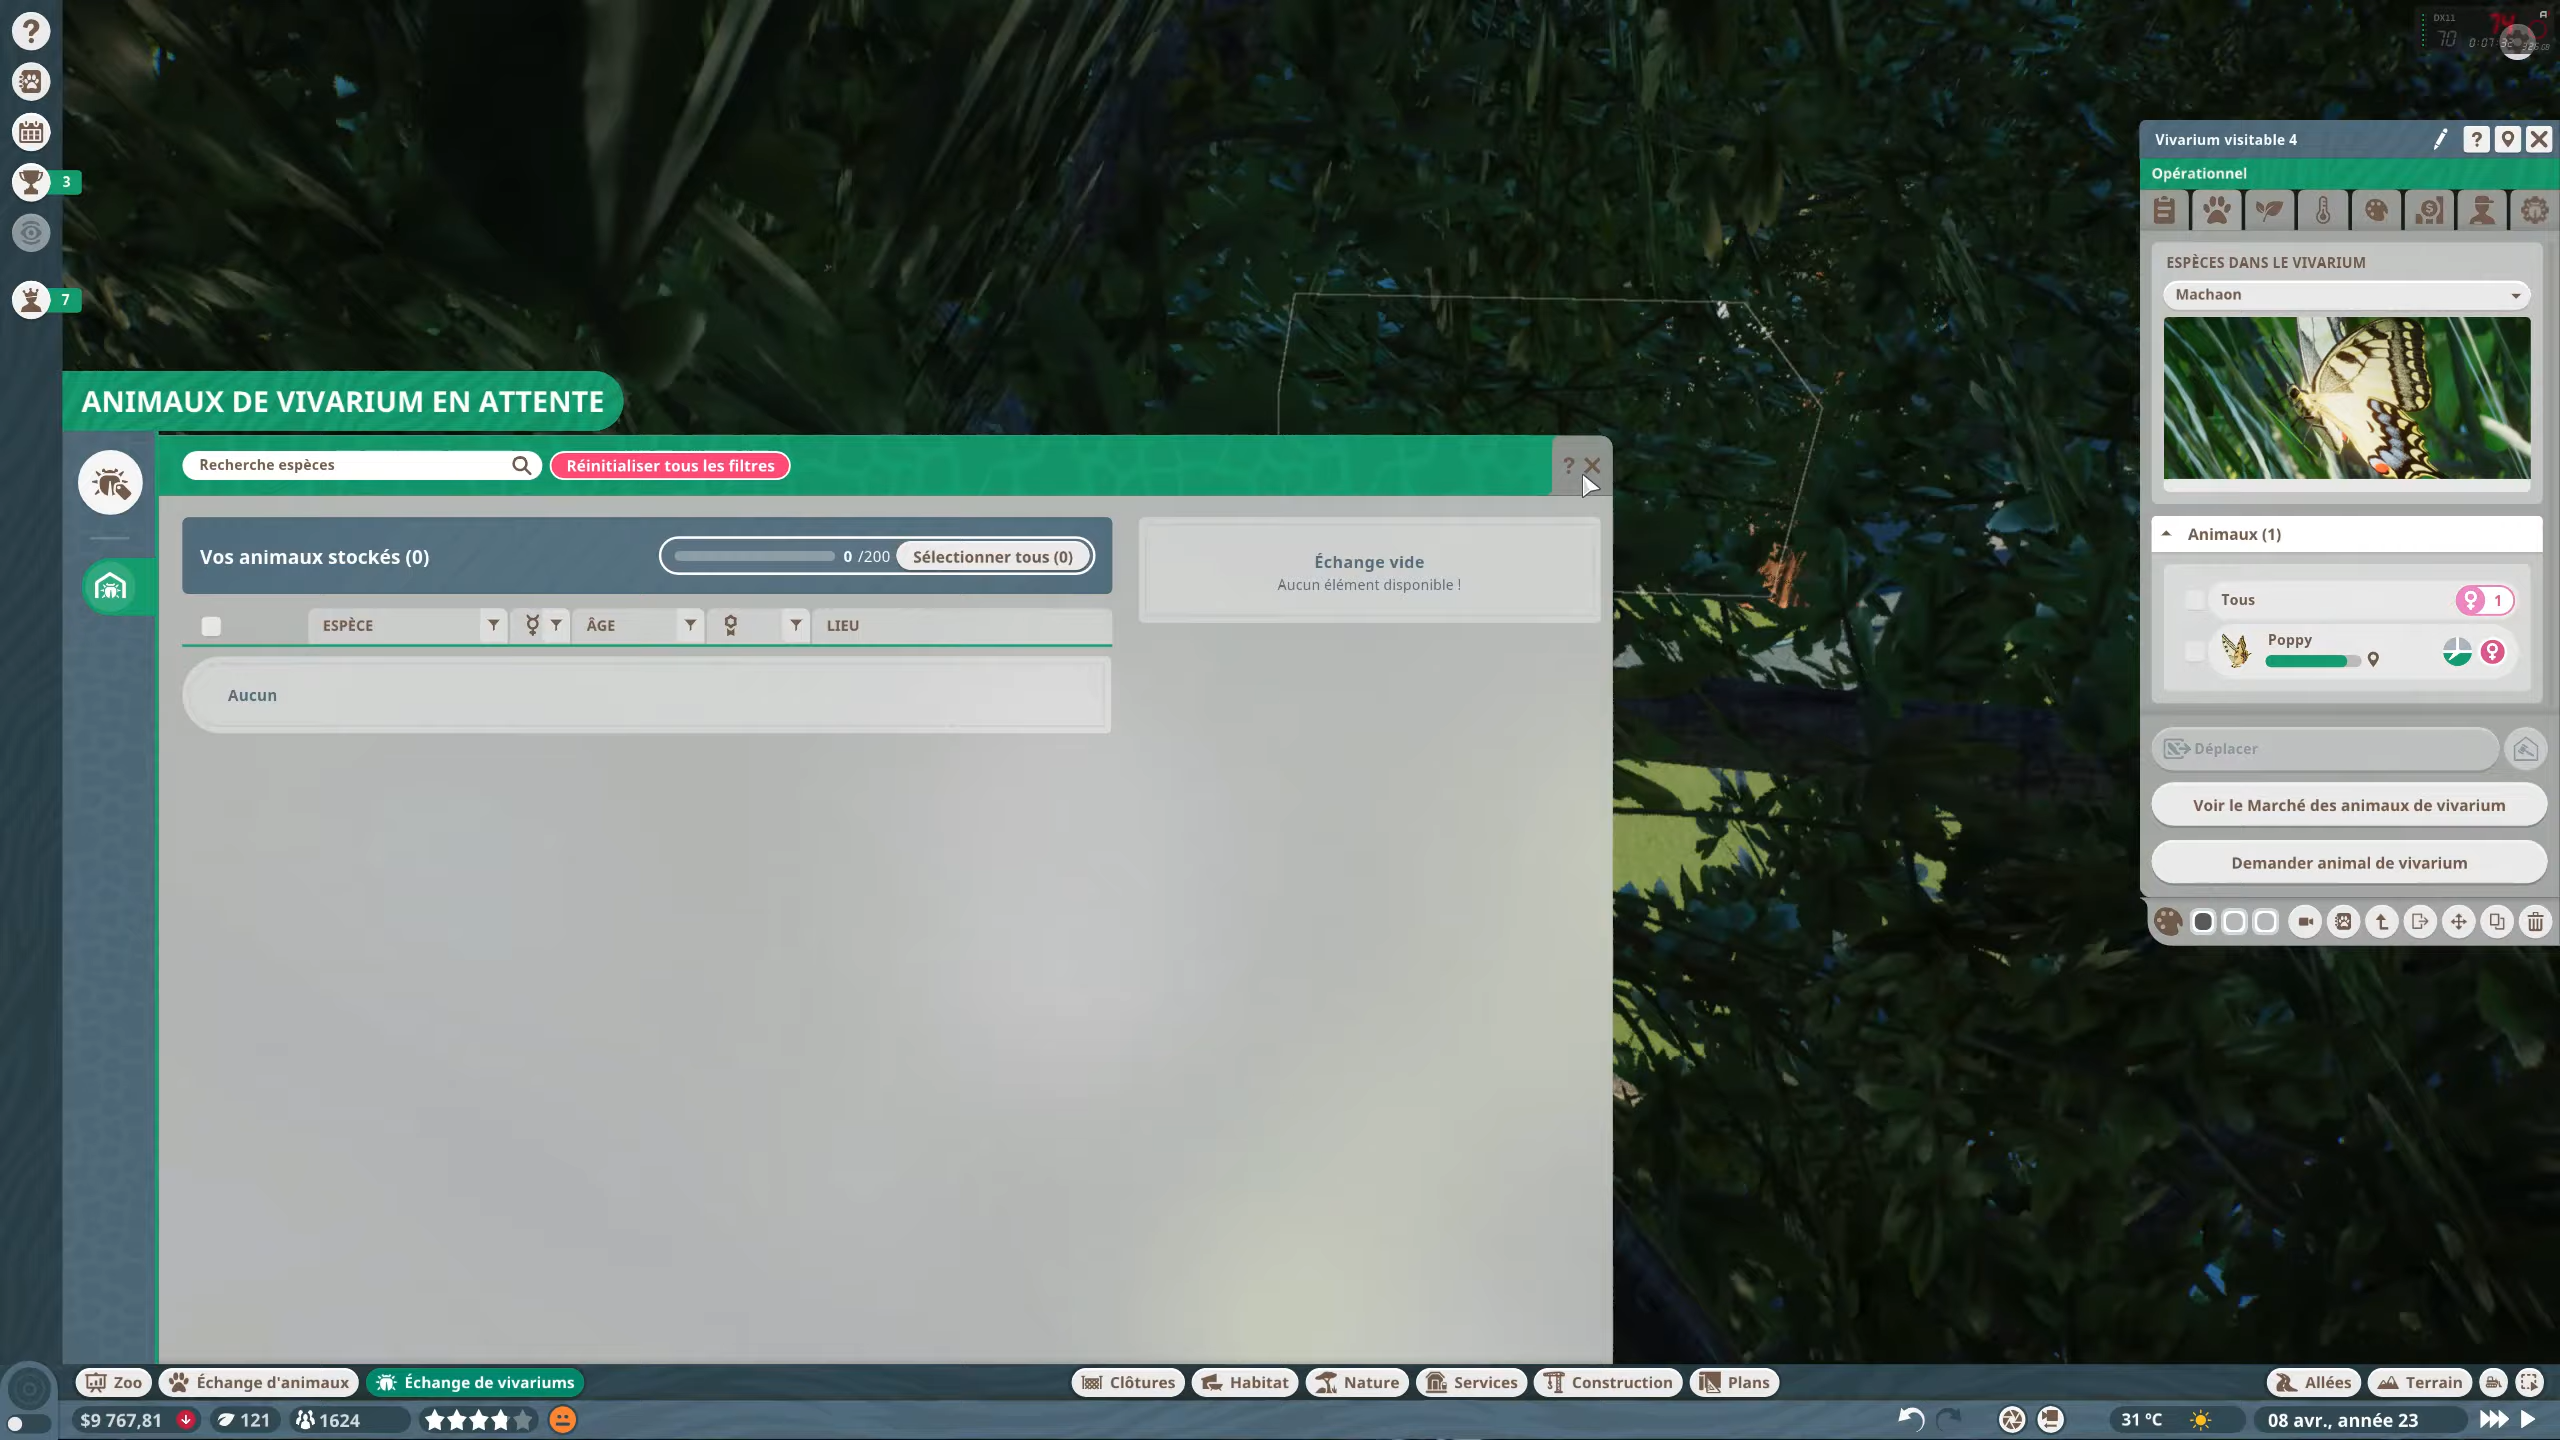 DX11
70
3
7
Vivarium visitable 4
Opérationnel
ESPÈCES DANS LE VIVARIUM
Machaon
Animaux (1)
Tous
1
Poppy
Déplacer
Voir le Marché des animaux de vivarium
Demander animal de vivarium
ANIMAUX DE VIVARIUM EN ATTENTE
Recherche espèces
Réinitialiser tous les filtres
?
Vos animaux stockés (0)
0 /200
Sélectionner tous (0)
Échange vide
Aucun élément disponible !
ESPÈCE
ÂGE
LIEU
Aucun
Zoo
Échange d'animaux
Échange de vivariums
Clôtures
Habitat
Nature
Services
Construction
Plans
Allées
Terrain
$9 767,81
121
1624
31 °C
08 avr., année 23